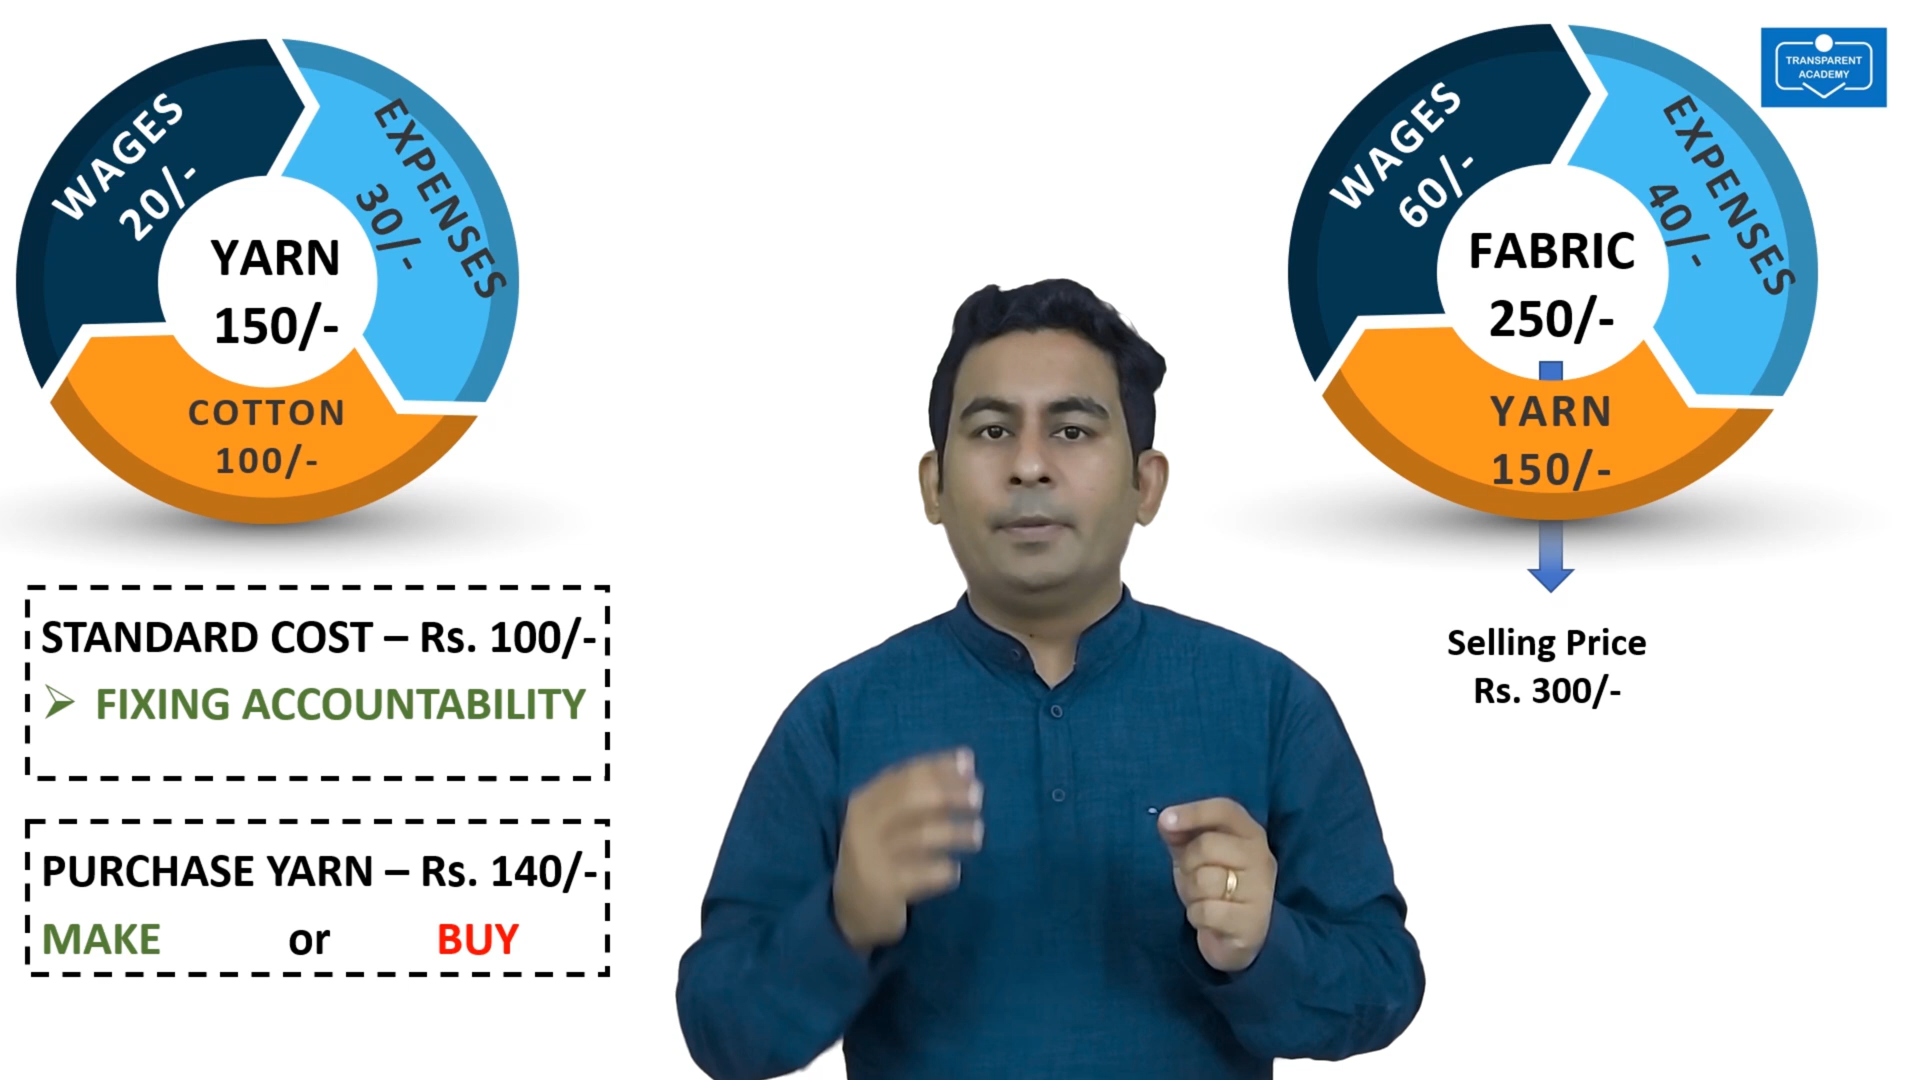 WAGES
20/-
EXPENSES
30/-
YARN
150/-
COTTON
100/-
STANDARD COST – Rs. 100/-
FIXING ACCOUNTABILITY
PURCHASE YARN – Rs. 140/-
MAKE or BUY
WAGES
60/-
EXPENSES
40/-
FABRIC
250/-
YARN
150/-
Selling Price
Rs. 300/-
TRANSPARENT
ACADEMY